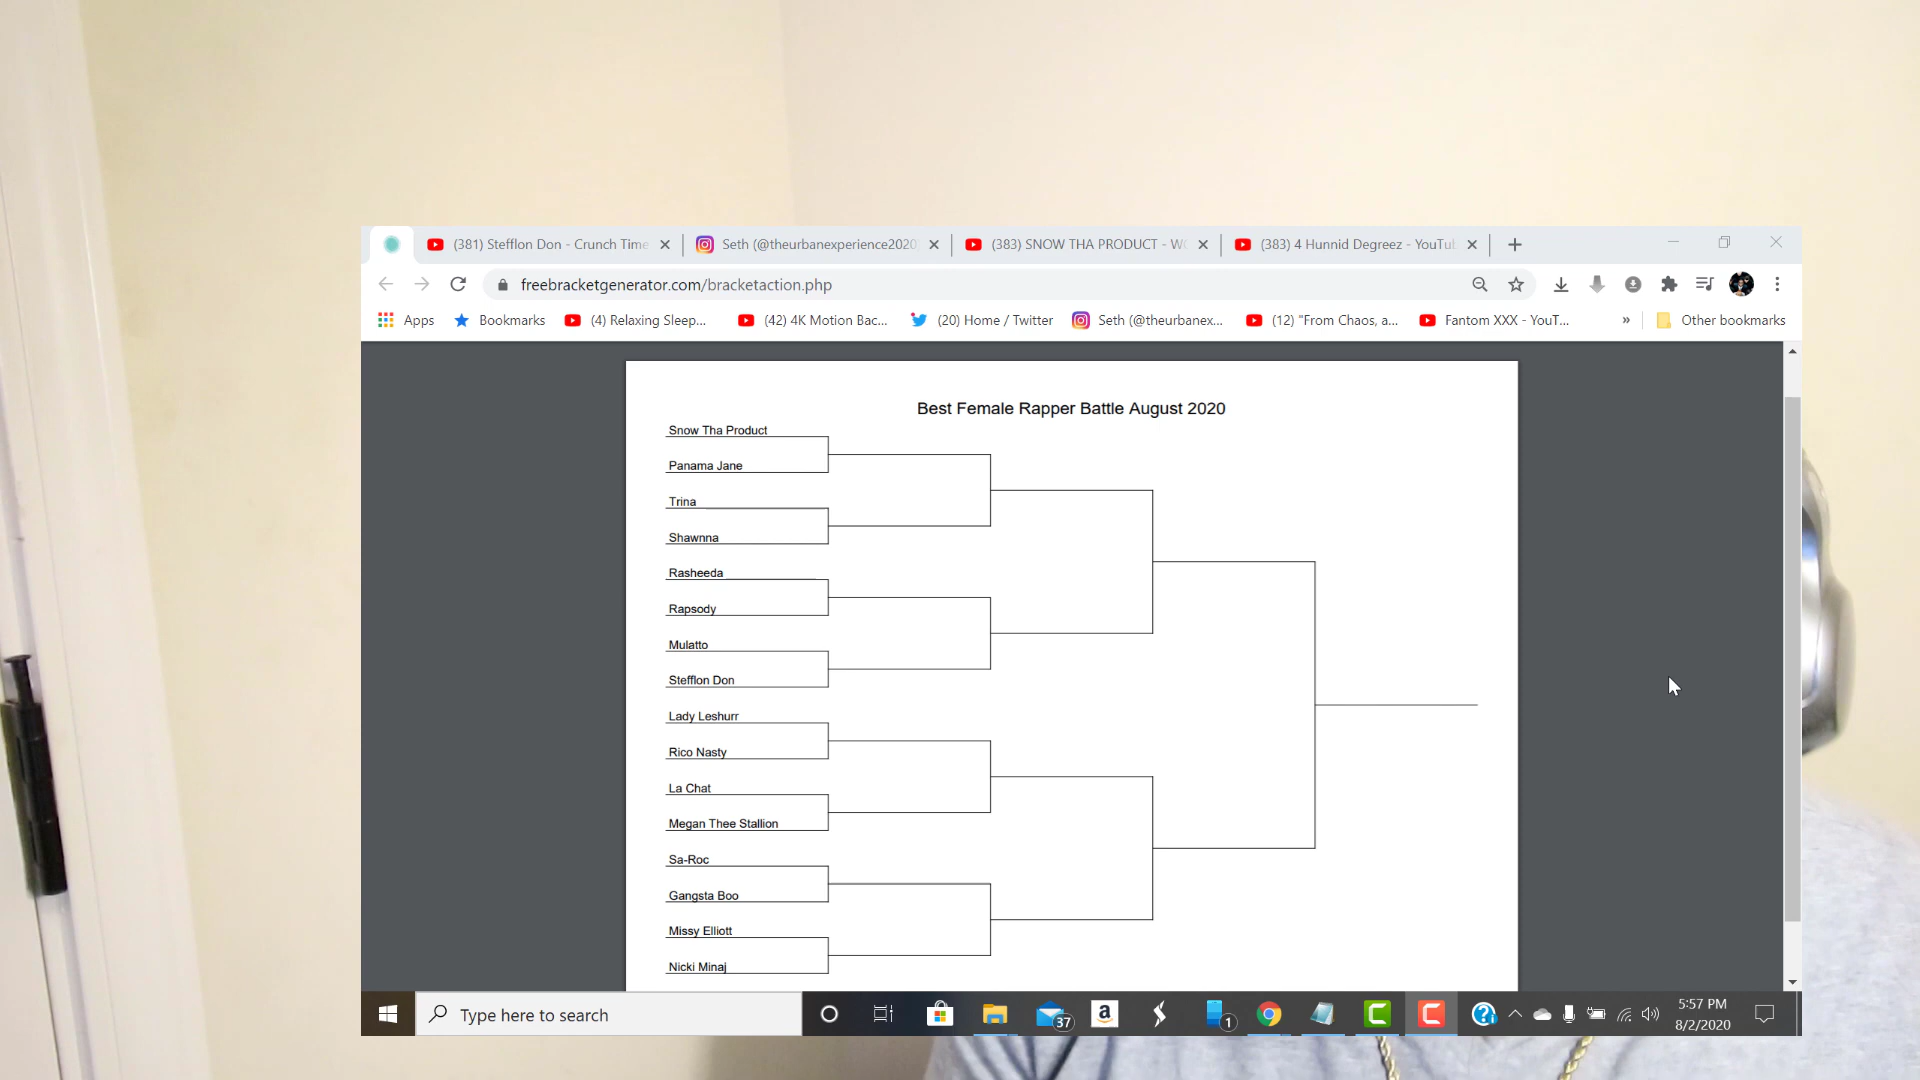 (381) Stefflon Don - Crunch Time
Seth (@theurbanexperience2020
(383) SNOW THA PRODUCT - WO
(383) 4 Hunnid Degreez - YouTu
freebracketgenerator.com/bracketaction.php
Apps
Bookmarks
(4) Relaxing Sleep...
(42) 4K Motion Bac...
(20) Home / Twitter
Seth (@theurbanex...
(12) "From Chaos, a...
Fantom XXX - YouT...
»
Other bookmarks
Best Female Rapper Battle August 2020
Snow Tha Product
Panama Jane
Trina
Shawnna
Rasheeda
Rapsody
Mulatto
Stefflon Don
Lady Leshurr
Rico Nasty
La Chat
Megan Thee Stallion
Sa-Roc
Gangsta Boo
Missy Elliott
Nicki Minaj
Type here to search
37
a
1
5:57 PM
8/2/2020